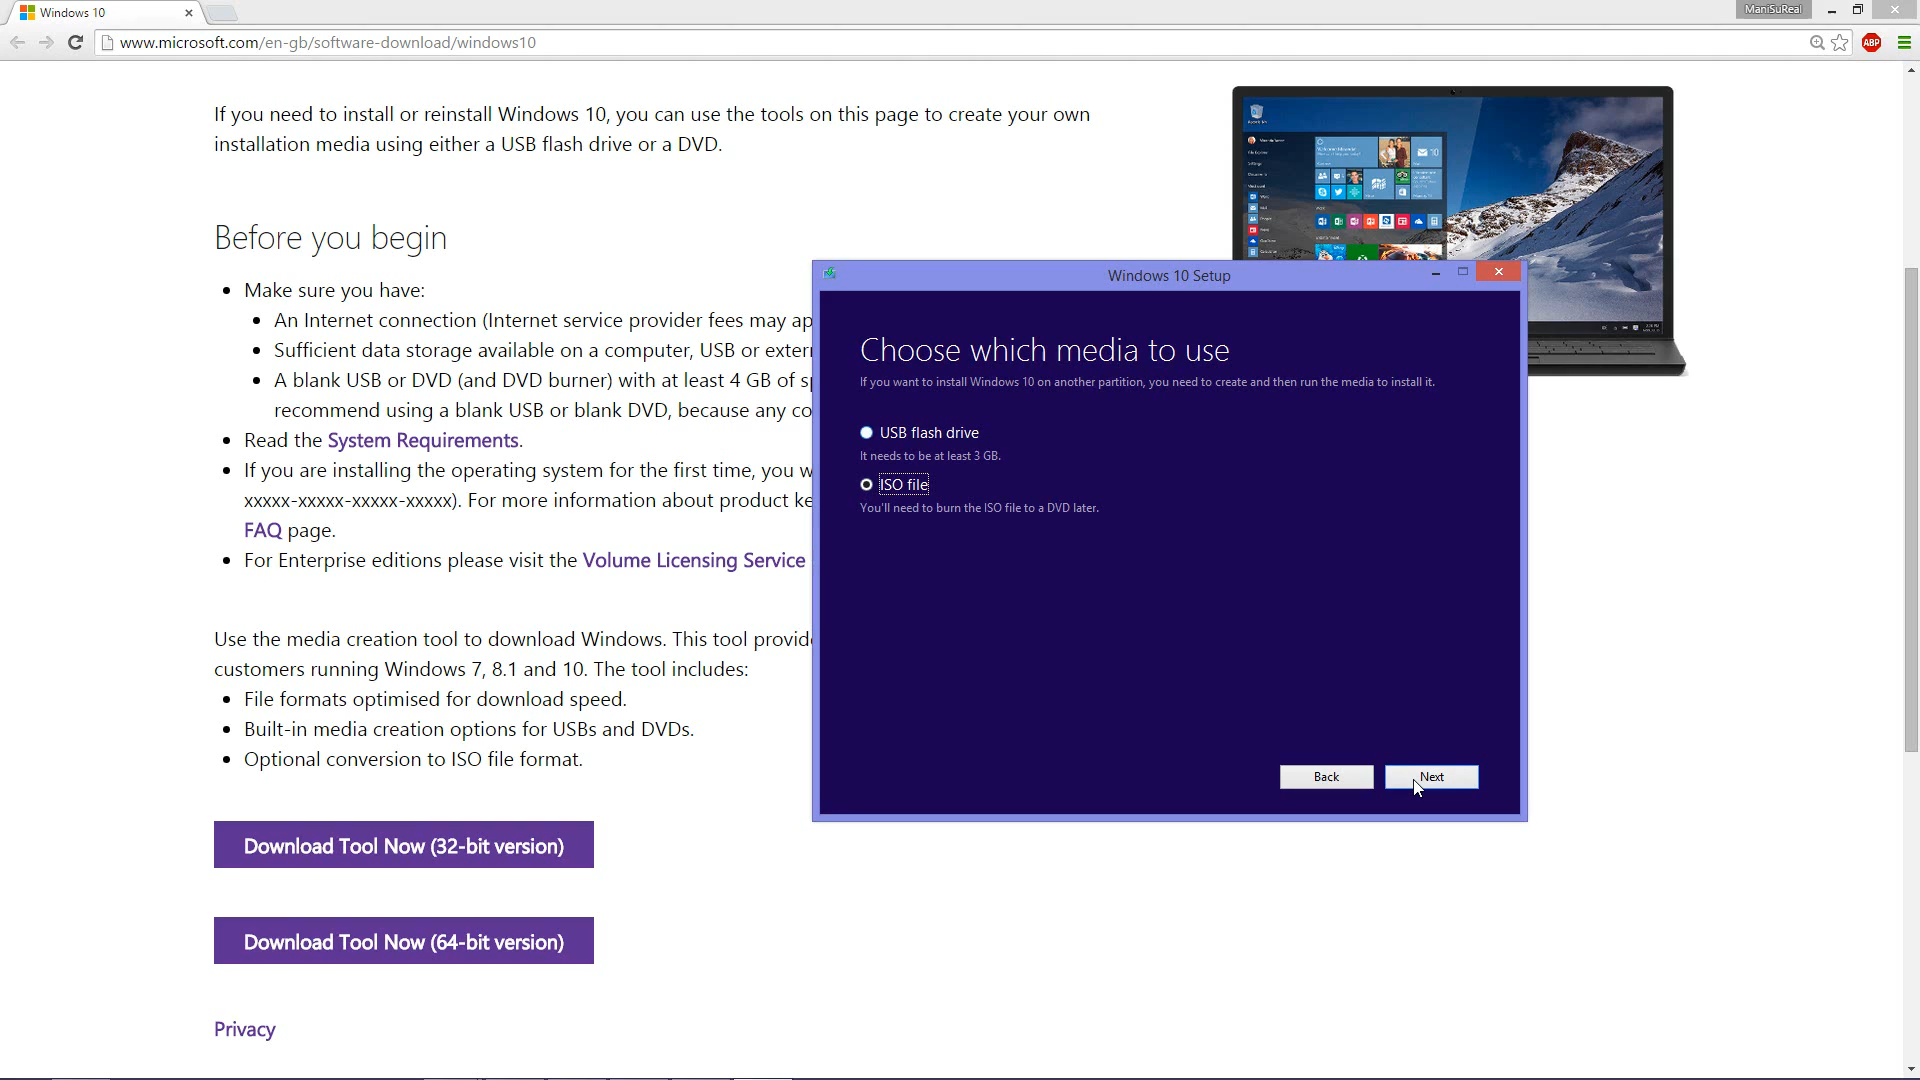 Windows 10
ManiSuReal
www.microsoft.com/en-gb/software-download/windows10
ABP
If you need to install or reinstall Windows 10, you can use the tools on this page to create your own
installation media using either a USB flash drive or a DVD.
Before you begin
Make sure you have:
An Internet connection (Internet service provider fees may ap
Sufficient data storage available on a computer, USB or exter
A blank USB or DVD (and DVD burner) with at least 4 GB of s
recommend using a blank USB or blank DVD, because any co
Read the System Requirements.
If you are installing the operating system for the first time, you w
xxxxx-xxxxx-xxxxx-xxxxx). For more information about product ke
FAQ page.
For Enterprise editions please visit the Volume Licensing Service
Use the media creation tool to download Windows. This tool provid
customers running Windows 7, 8.1 and 10. The tool includes:
File formats optimised for download speed.
Built-in media creation options for USBs and DVDs.
Optional conversion to ISO file format.
Download Tool Now (32-bit version)
Download Tool Now (64-bit version)
Privacy
Windows 10 Setup
Choose which media to use
If you want to install Windows 10 on another partition, you need to create and then run the media to install it.
USB flash drive
It needs to be at least 3 GB.
ISO file
You'll need to burn the ISO file to a DVD later.
Back
Next